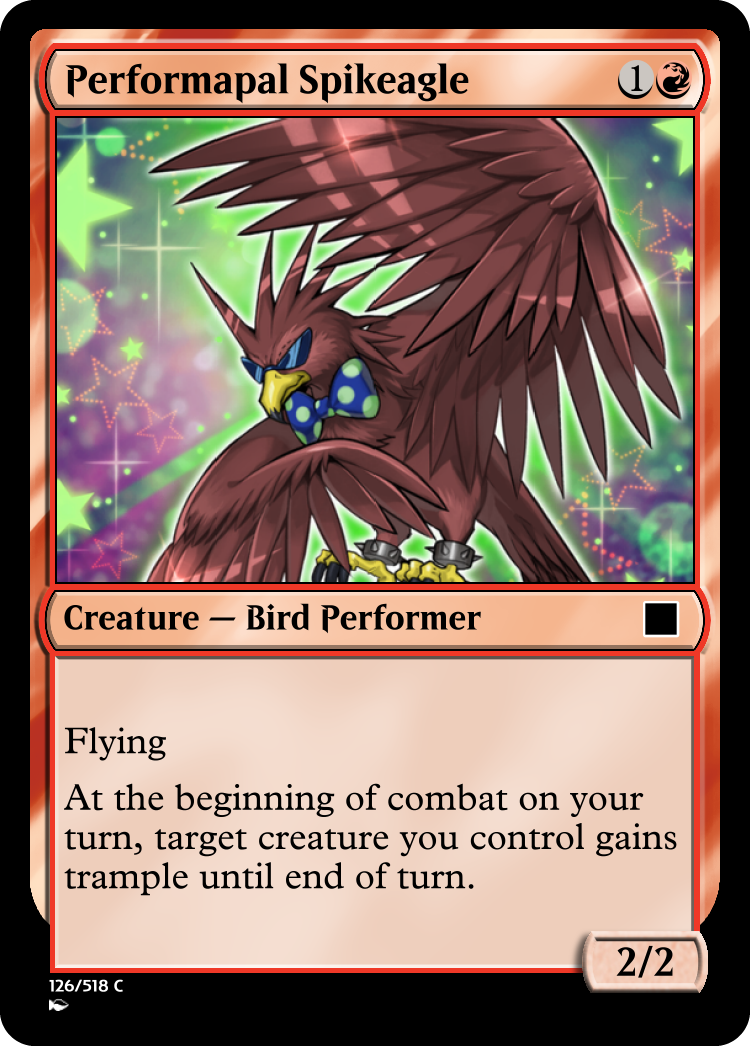 Performapal Spikeagle 1
Creature — Bird Performer
Flying
At the beginning of combat on your
turn, target creature you control gains
trample until end of turn.
2/2
126/518 C